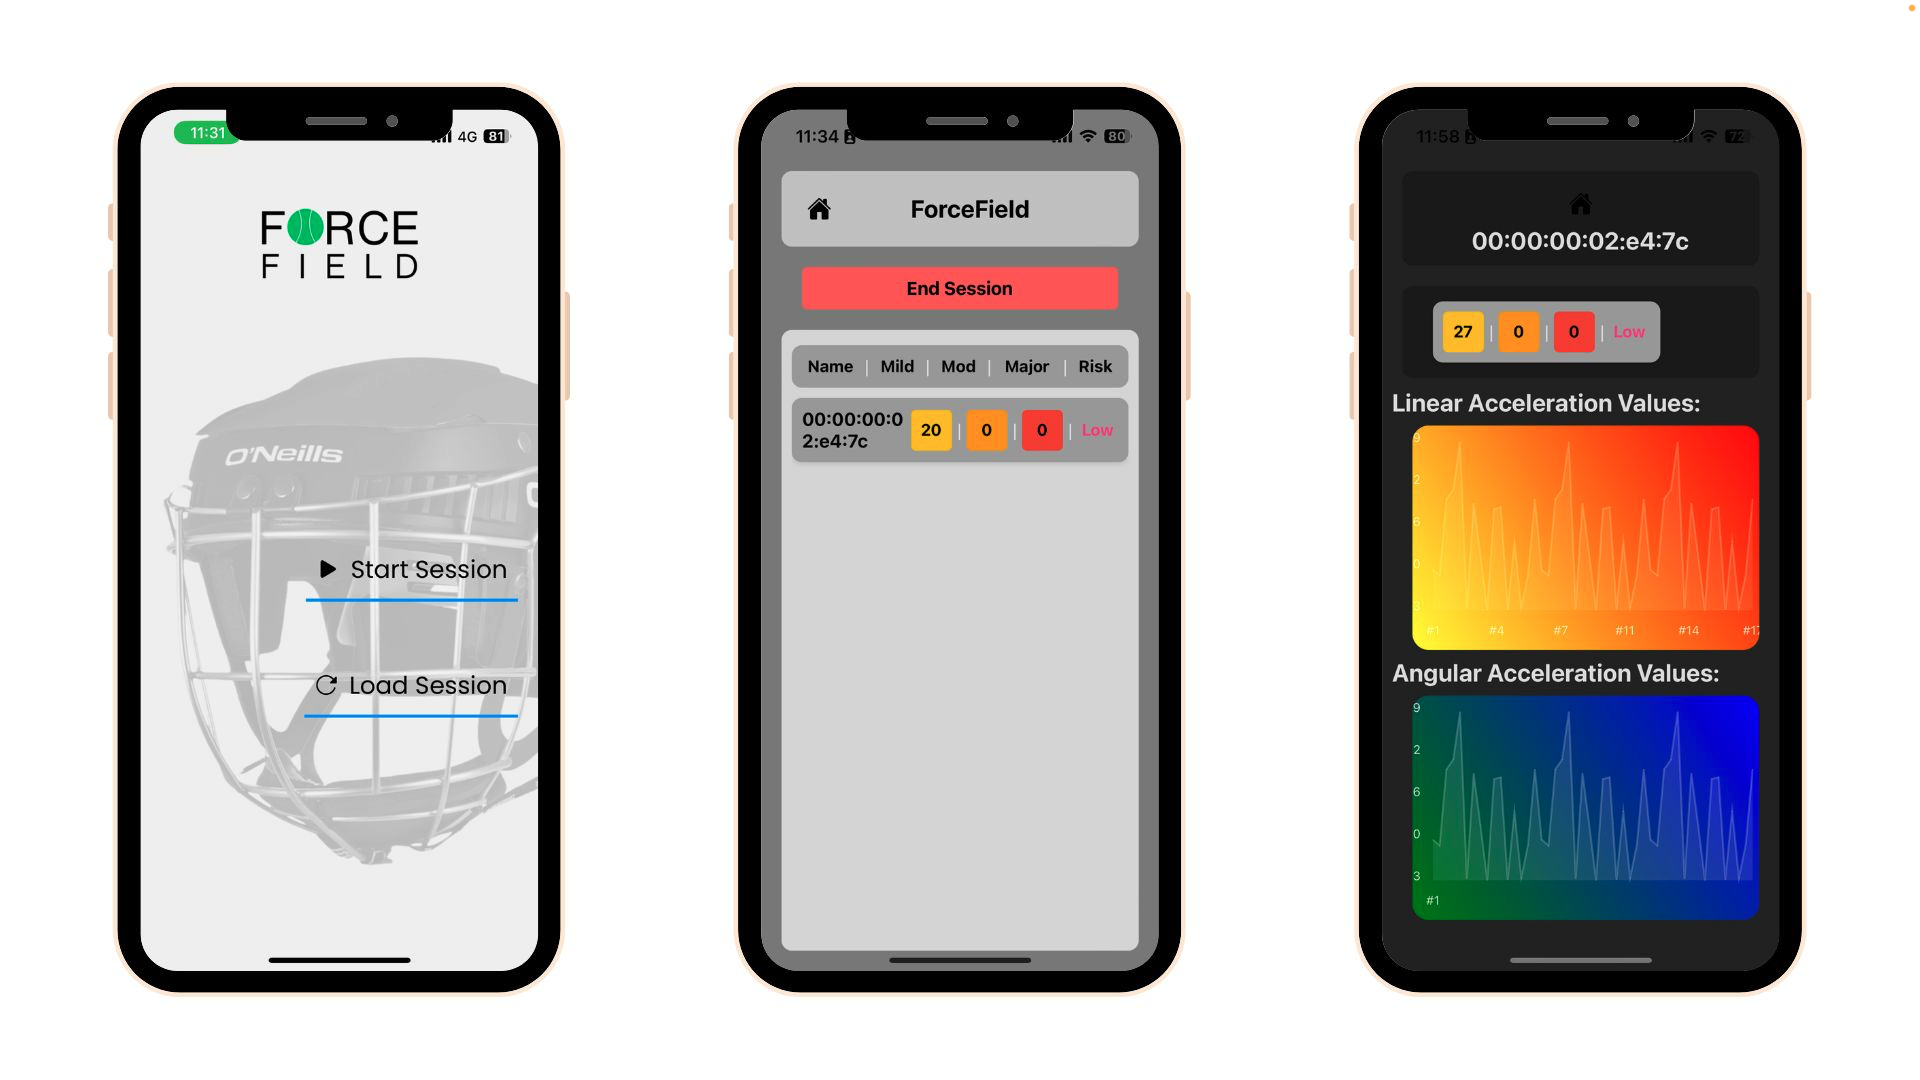 11:31
4G 81
FORCE
FIELD
O'Neills
Start Session
Load Session
11:34
80
ForceField
End Session
Name | Mild | Mod | Major | Risk
00:00:00:0
2:e4:7c
20 | 0 | 0 | Low
11:58
72
00:00:00:02:e4:7c
27 | 0 | 0 | Low
Linear Acceleration Values:
9
2
6
0
3
#1 #4 #7 #11 #14 #17
Angular Acceleration Values:
9
2
6
0
3
#1